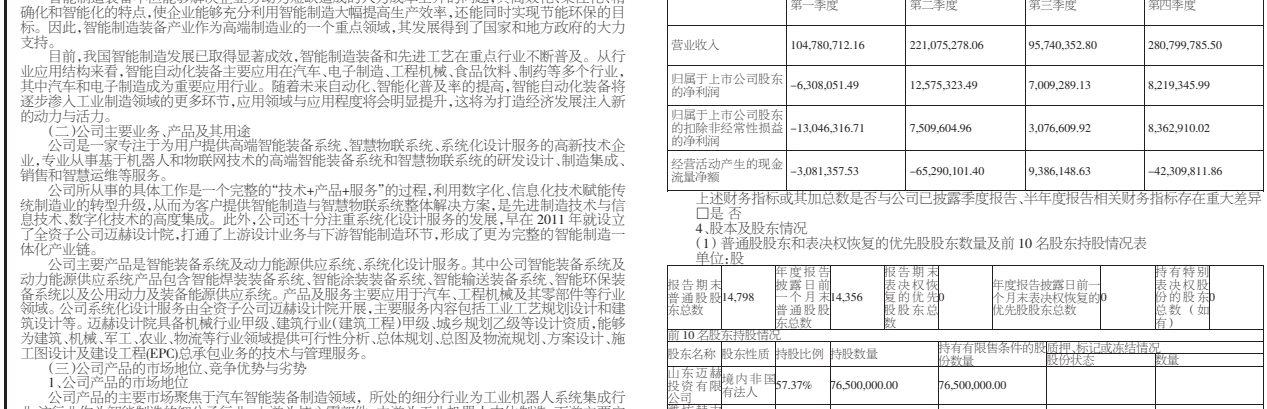 确化和智能化的特点,使企业能够充分利用智能制造大幅提高生产效率,还能同时实现节能环保的目
标。因此,智能制造装备产业作为高端制造业的一个重点领域,其发展得到了国家和地方政府的大力
支持。
目前,我国智能制造发展已取得显著成效,智能制造装备和先进工艺在重点行业不断普及。从行
业应用结构来看,智能自动化装备主要应用在汽车、电子制造、工程机械、食品饮料、制药等多个行业,
其中汽车和电子制造成为重要应用行业。随着未来自动化、智能化普及率的提高,智能自动化装备将
逐步渗入工业制造领域的更多环节,应用领域与应用程度将会明显提升,这将为打造经济发展注入新
的动力与活力。
(二)公司主要业务、产品及其用途
公司是一家专注于为用户提供高端智能装备系统、智慧物联系统、系统化设计服务的高新技术企
业,专业从事基于机器人和物联网技术的高端智能装备系统和智慧物联系统的研发设计、制造集成、
销售和智慧运维等服务。
公司所从事的具体工作是一个完整的“技术+产品+服务”的过程,利用数字化、信息化技术赋能传
统制造业的转型升级,从而为客户提供智能制造与智慧物联系统整体解决方案,是先进制造技术与信
息技术、数字化技术的高度集成。此外,公司还十分注重系统化设计服务的发展,早在 2011 年就设立
了全资子公司迈赫设计院,打通了上游设计业务与下游智能制造环节,形成了更为完整的智能制造一
体化产业链。
公司主要产品是智能装备系统及动力能源供应系统、系统化设计服务。其中公司智能装备系统及
动力能源供应系统产品包含智能焊装装备系统、智能涂装装备系统、智能输送装备系统、智能环保装
备系统以及公用动力及装备能源供应系统。产品及服务主要应用于汽车、工程机械及其零部件等行业
领域。公司系统化设计服务由全资子公司迈赫设计院开展,主要服务内容包括工业工艺规划设计和建
筑设计等。迈赫设计院具备机械行业甲级、建筑行业(建筑工程)甲级、城乡规划乙级等设计资质,能够
为建筑、机械、军工、农业、物流等行业领域提供可行性分析、总体规划、总图及物流规划、方案设计、施
工图设计及建设工程(EPC)总承包业务的技术与管理服务。
(三)公司产品的市场地位、竞争优势与劣势
1、公司产品的市场地位
公司产品的主要市场聚焦于汽车智能装备制造领域, 所处的细分行业为工业机器人系统集成行
第一季度 第二季度 第三季度 第四季度
营业收入 104,780,712.16 221,075,278.06 95,740,352.80 280,799,785.50
归属于上市公司股东
的净利润 -6,308,051.49 12,575,323.49 7,009,289.13 8,219,345.99
归属于上市公司股东
的扣除非经常性损益
的净利润 -13,046,316.71 7,509,604.96 3,076,609.92 8,362,910.02
经营活动产生的现金
流量净额 -3,081,357.53 -65,290,101.40 9,386,148.63 -42,309,811.86
上述财务指标或其加总数是否与公司已披露季度报告、半年度报告相关财务指标存在重大差异
□是 否
4、股本及股东情况
(1) 普通股股东和表决权恢复的优先股股东数量及前 10 名股东持股情况表
单位:股
报告期末
普通股股
东总数
14,798
年度报告
披露日前
一个月末
普通股股
东总数
14,356
报告期末
表决权恢
复的优先
股股东总
数
0
年度报告披露日前一
个月末表决权恢复的
优先股股东总数
0
持有特别
表决权股
份的股东
总数(如
有)
0
前 10 名股东持股情况
股东名称 股东性质 持股比例 持股数量 持有有限售条件的股
份数量 质押、标记或冻结情况
股份状态 数量
山东迈赫
投资有限
公司
境内非国
有法人
57.37% 76,500,000.00 76,500,000.00